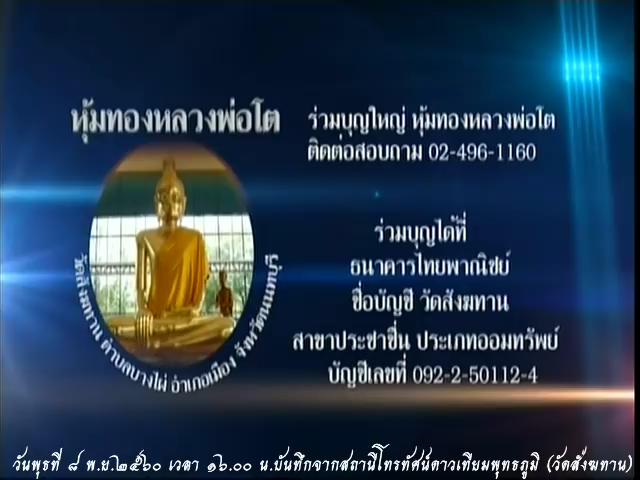 หุ้มทองหลวงพ่อโต
วัดสังฆทาน ตำบลบางไผ่ อำเภอเมือง จังหวัดนนทบุรี
ร่วมบุญใหญ่ หุ้มทองหลวงพ่อโต
ติดต่อสอบถาม 02-496-1160
ร่วมบุญได้ที่
ธนาคารไทยพาณิชย์
ชื่อบัญชี วัดสังฆทาน
สาขาประชาชื่น ประเภทออมทรัพย์
บัญชีเลขที่ 092-2-50112-4
วันพุธที่ ๘ พ.ย.๒๕๖๐ เวลา ๑๖.๐๐ น.บันทึกจากสถานีโทรทัศน์ดาวเทียมพุทธภูมิ (วัดสังฆทาน)